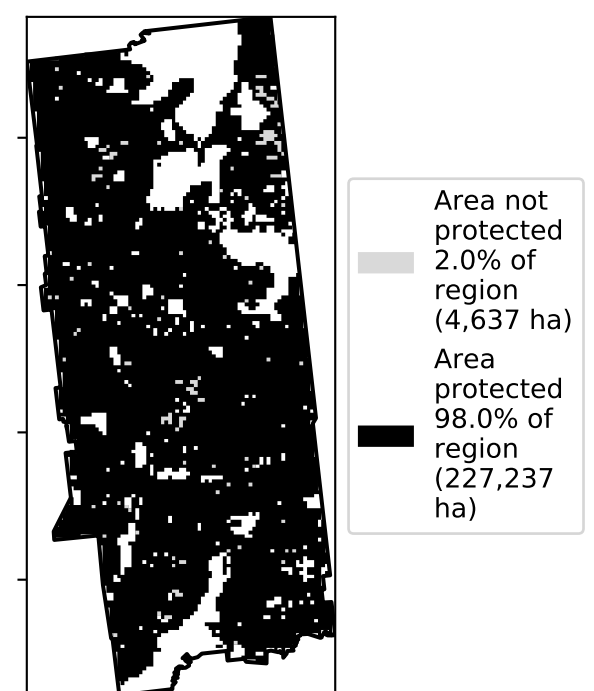 Area not
protected
2.0% of
region
(4,637 ha)
Area
protected
98.0% of
region
(227,237
ha)